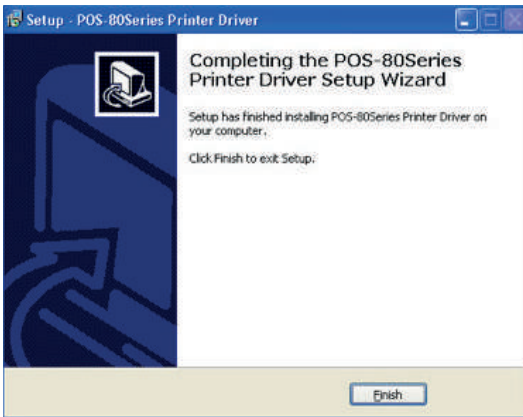 Setup - POS-80Series Printer Driver
Completing the POS-80Series
Printer Driver Setup Wizard
Setup has finished installing POS-80Series Printer Driver on
your computer.
Click Finish to exit Setup.
Finish